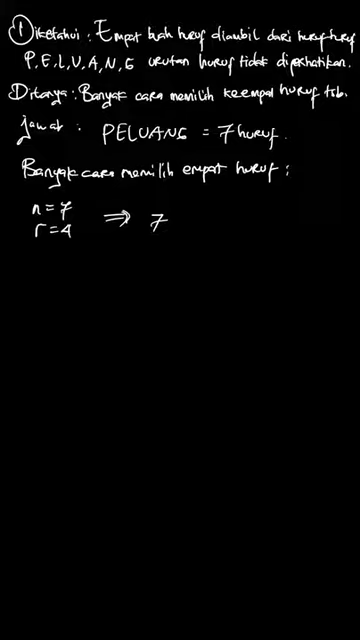 ① Diketahui : Empat buah huruf diambil dari huruf-huruf
P, E, L, U, A, N, G urutan huruf tidak diperhatikan.
Ditanya : Banyak cara memilih keempat huruf tsb.
Jawab : PELUANG = 7 huruf.
Banyak cara memilih empat huruf :
n = 7
r = 4 ⟹ 7